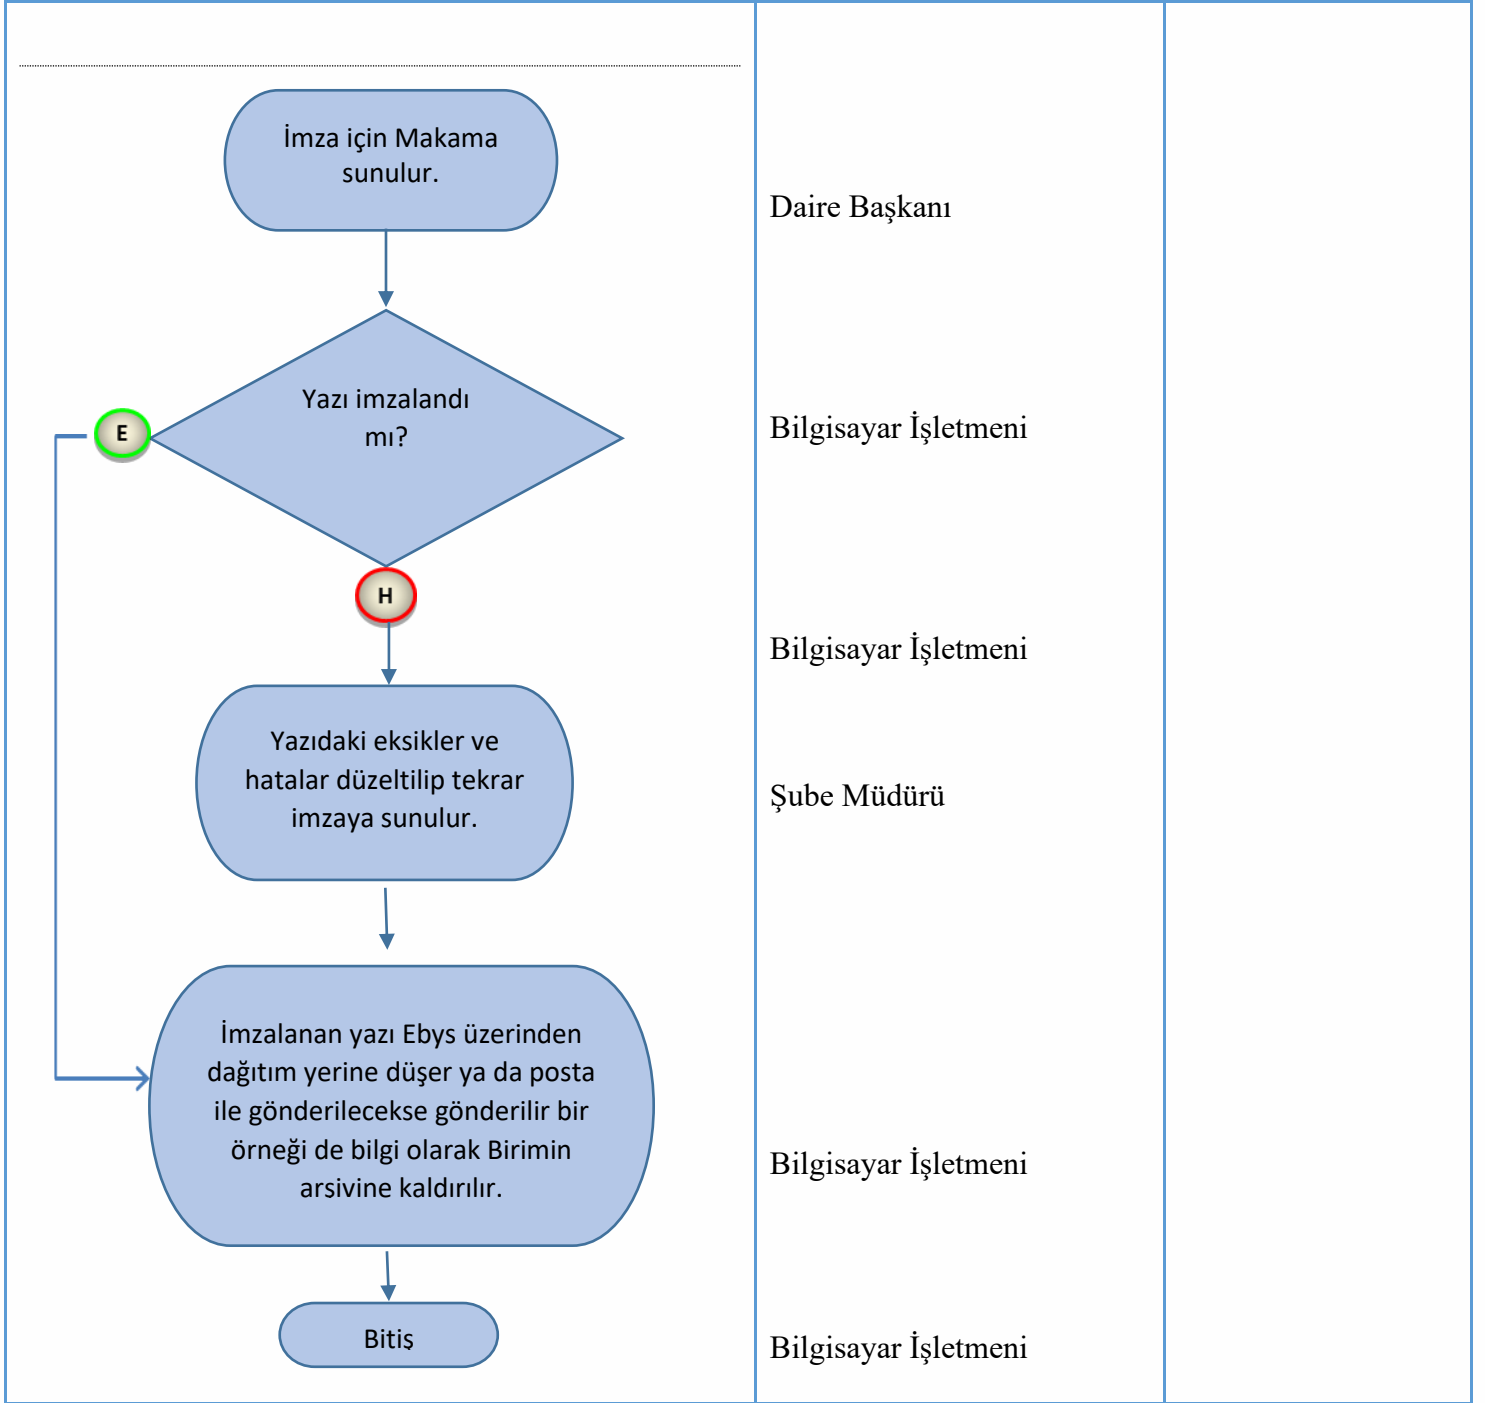 İmza için Makama
sunulur.
Daire Başkanı
Yazı imzalandı
mı?
E
Bilgisayar İşletmeni
H
Bilgisayar İşletmeni
Yazıdaki eksikler ve
hatalar düzeltilip tekrar
imzaya sunulur.
Şube Müdürü
İmzalanan yazı Ebys üzerinden
dağıtım yerine düşer ya da posta
ile gönderilecekse gönderilir bir
örneği de bilgi olarak Birimin
arsivine kaldırılır.
Bilgisayar İşletmeni
Bitiş
Bilgisayar İşletmeni